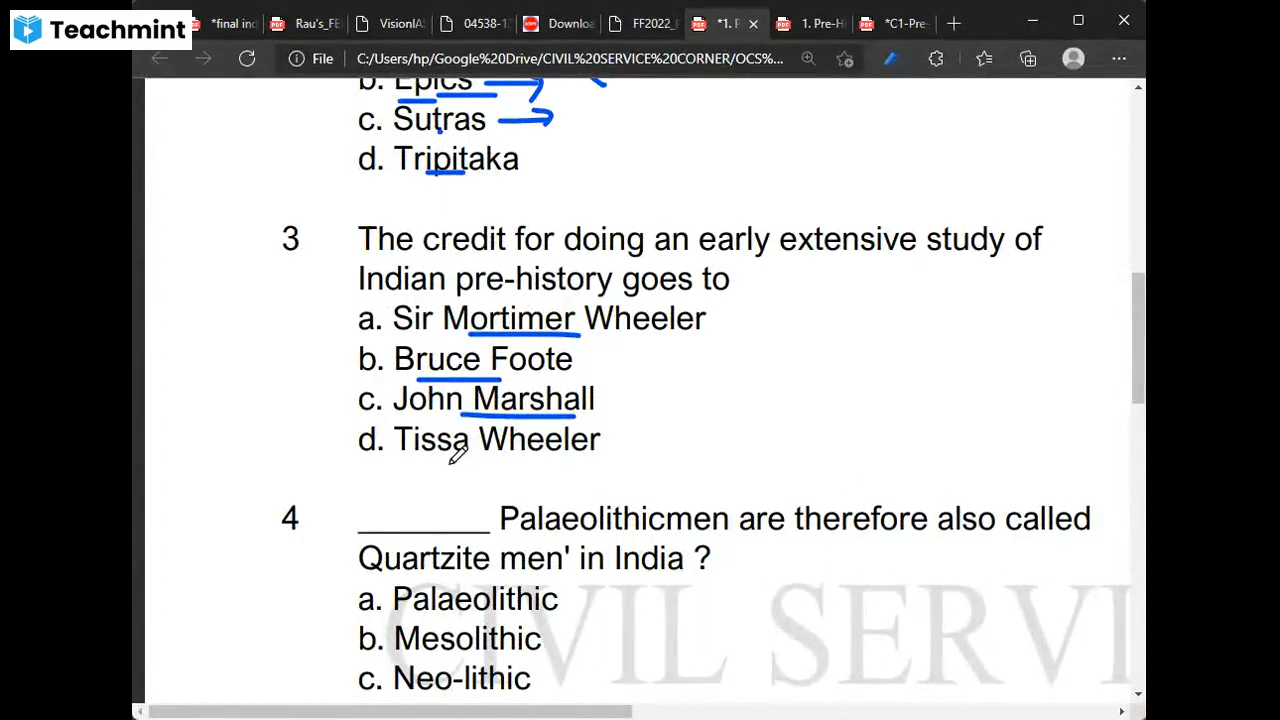 Teachmint
*final in
Rau's_FE
VisionIA
04538-1
Downlo
FF2022_
*1. P
1. Pre-H
*C1-Pre-
File
C:/Users/hp/Google%20Drive/CIVIL%20SERVICE%20CORNER/OCS%...
b. Epics
c. Sutras
d. Tripitaka
3 The credit for doing an early extensive study of
Indian pre-history goes to
a. Sir Mortimer Wheeler
b. Bruce Foote
c. John Marshall
d. Tissa Wheeler
4 ________ Palaeolithicmen are therefore also called
Quartzite men' in India ?
a. Palaeolithic
b. Mesolithic
c. Neo-lithic
CIVIL SERVI